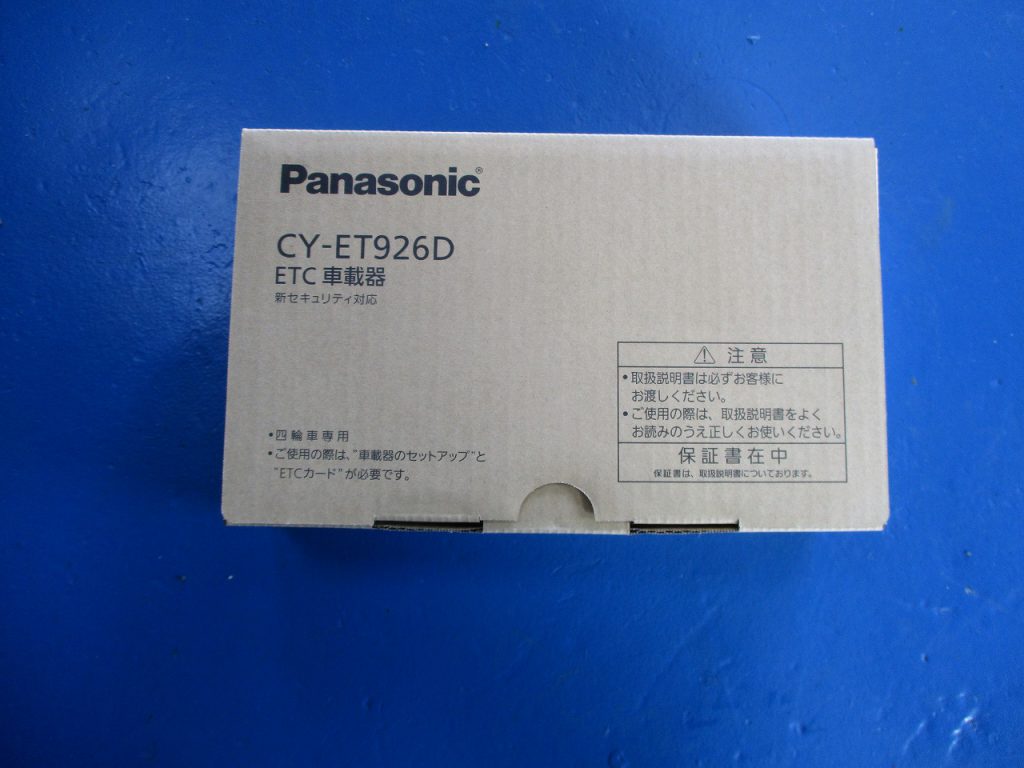 Panasonic®
CY-ET926D
ETC 車載器
新セキュリティ対応
⚠ 注意
•取扱説明書は必ずお客様に
お渡しください。
•ご使用の際は、取扱説明書をよく
お読みのうえ正しくお使いください。
保証書在中
保証書は、取扱説明書についております。
•四輪車専用
•ご使用の際は、"車載器のセットアップ"と
"ETCカード"が必要です。